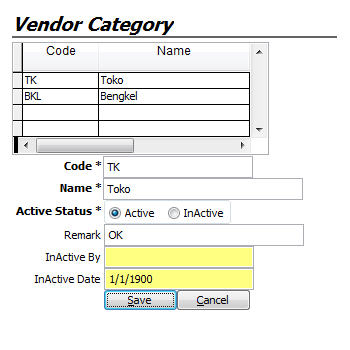 Vendor Category
Code Name
TK Toko
BKL Bengkel
Code * TK
Name * Toko
Active Status * Active InActive
Remark OK
InActive By
InActive Date 1/1/1900
Save Cancel